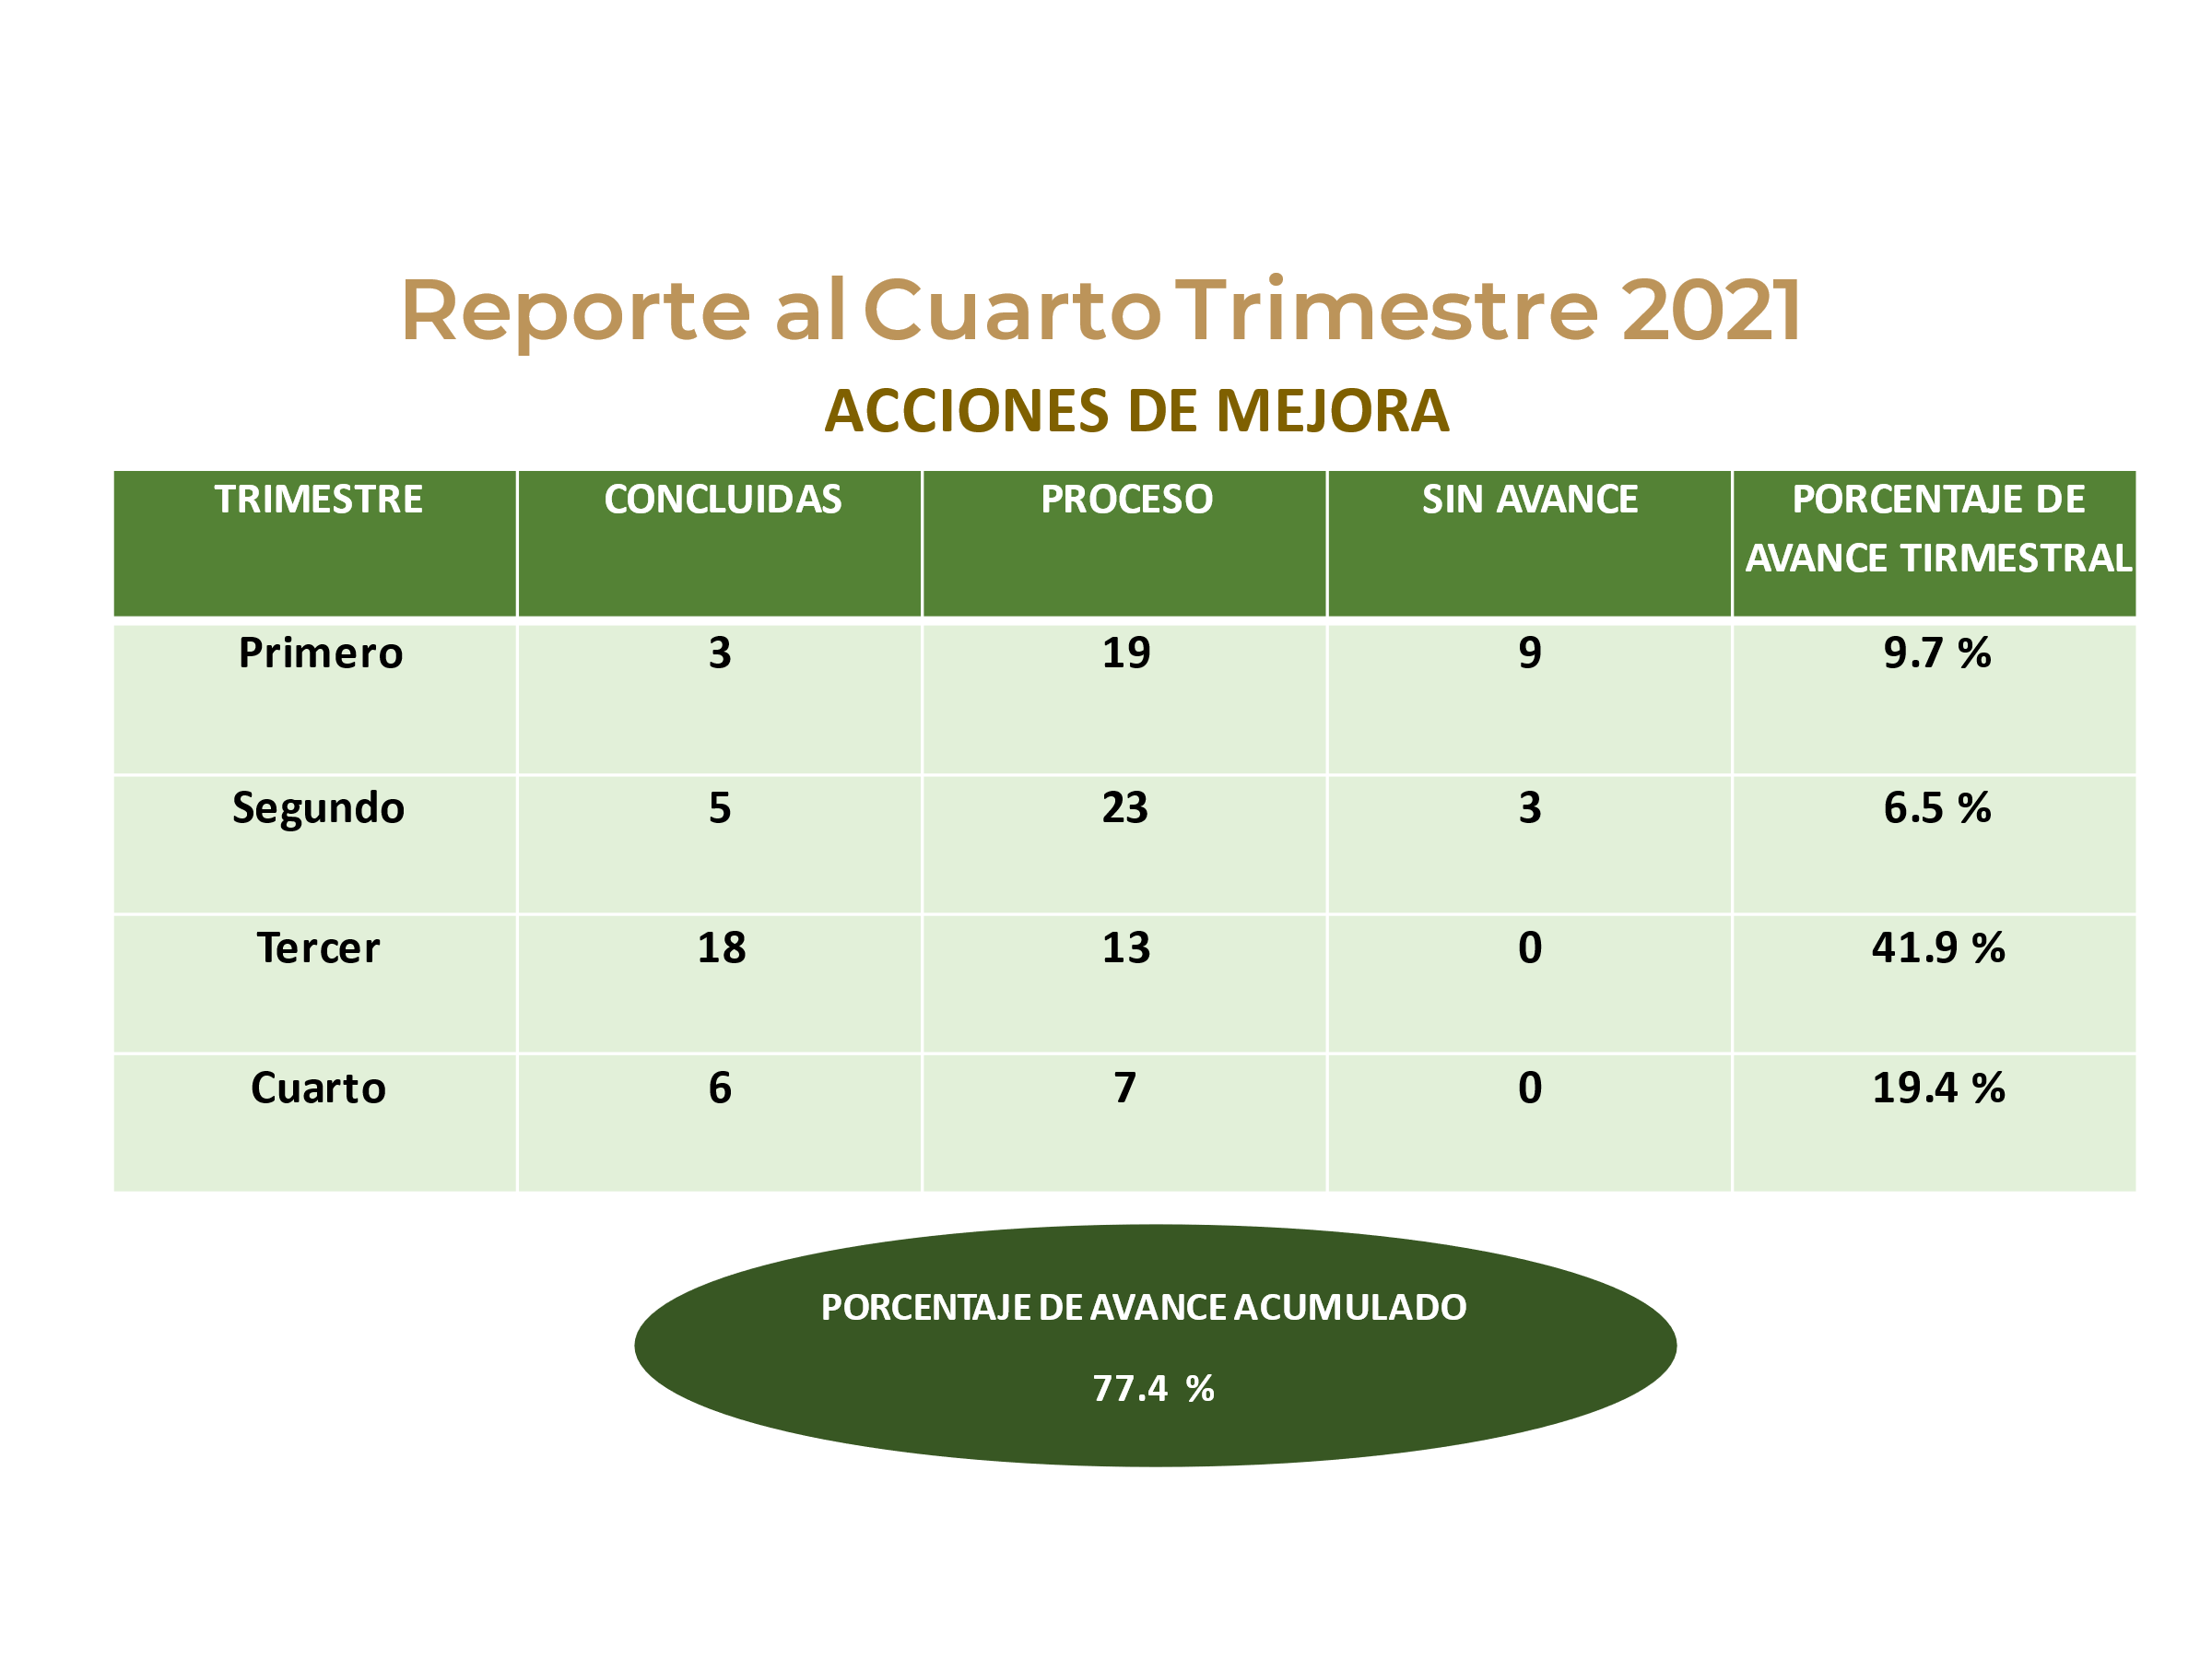 Reporte al Cuarto Trimestre 2021
ACCIONES DE MEJORA
TRIMESTRE CONCLUIDAS PROCESO SIN AVANCE PORCENTAJE DE
AVANCE TIRMESTRAL
Primero 3 19 9 9.7 %
Segundo 5 23 3 6.5 %
Tercer 18 13 0 41.9 %
Cuarto 6 7 0 19.4 %
PORCENTAJE DE AVANCE ACUMULADO
77.4 %